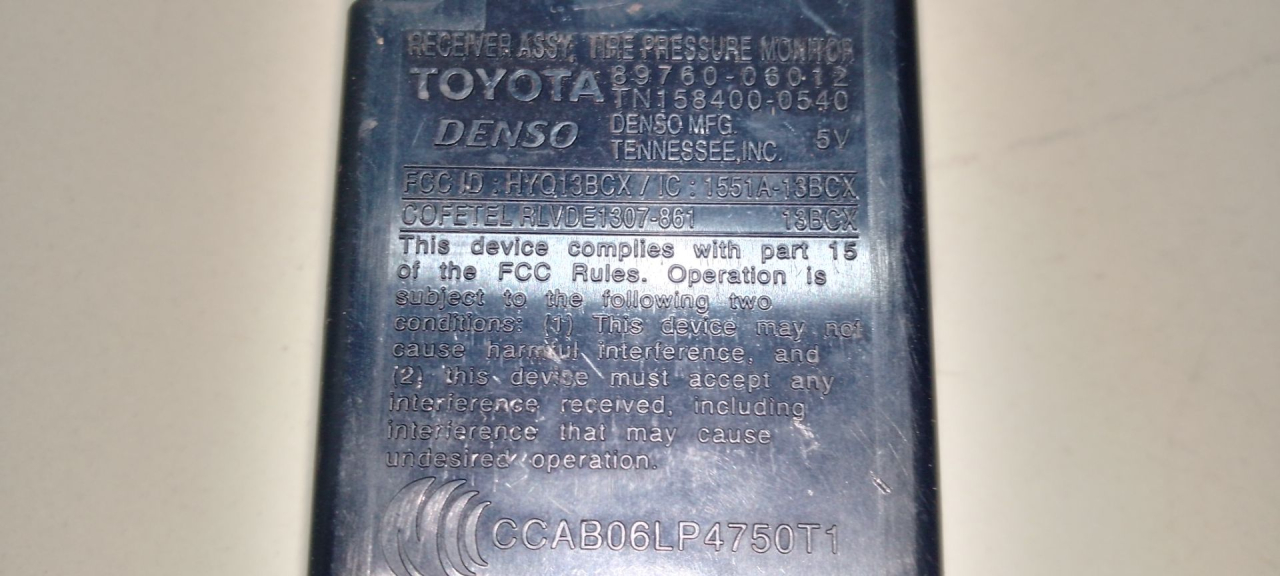 RECEIVER ASSY, TIRE PRESSURE MONITOR
TOYOTA 89760-06012
TN158400-0540
DENSO DENSO MFG. 5V
TENNESSEE, INC.
FCC ID : HYQ13BCX / IC : 1551A-13BCX
COFETEL RLVDE1307-861 13BCX
This device complies with part 15
of the FCC Rules. Operation is
subject to the following two
conditions: (1) This device may not
cause harmful interference, and
(2) this device must accept any
interference received, including
interference that may cause
undesired operation.
CCAB06LP4750T1